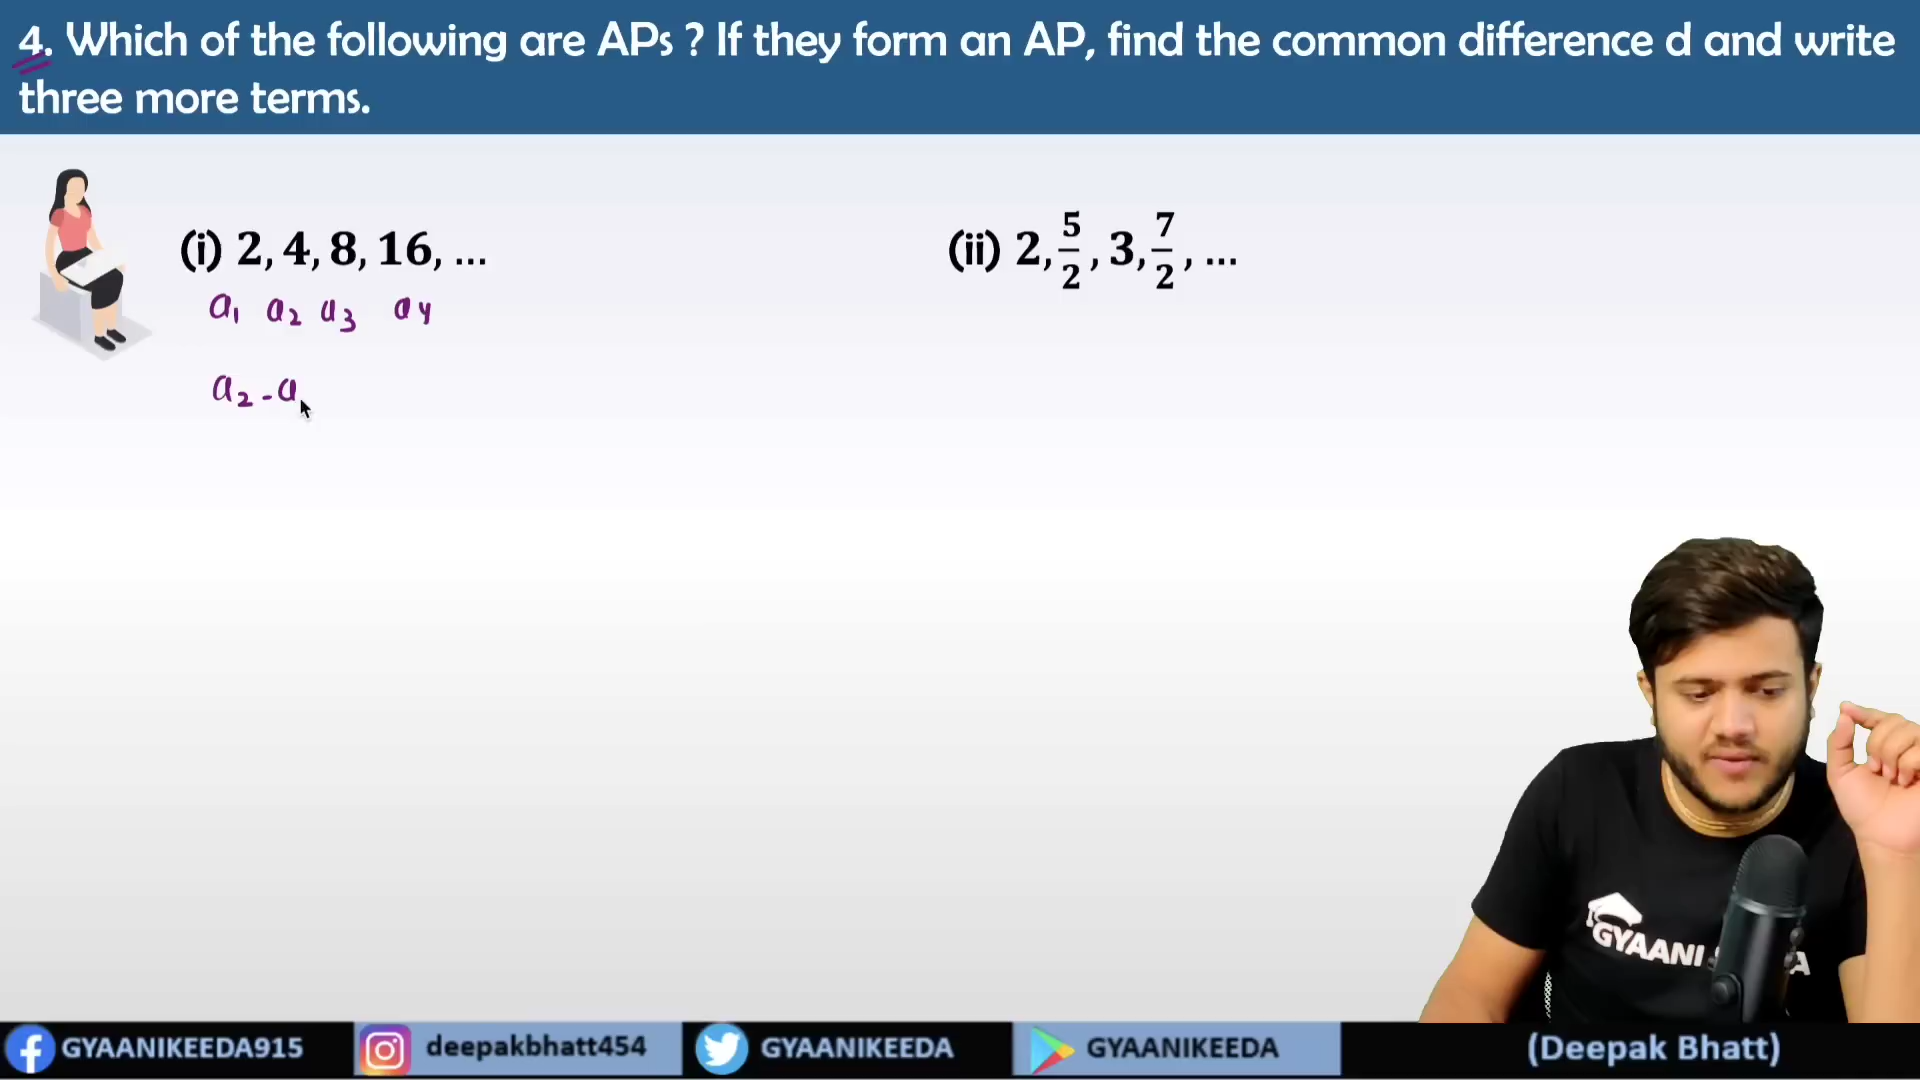 4. Which of the following are APs ? If they form an AP, find the common difference d and write
three more terms.
(i) 2, 4, 8, 16, ...
(ii) 2, 5/2, 3, 7/2, ...
a1 a2 a3 a4
a2 - a
GYAANI
GYAANIKEEDA915
deepakbhatt454
GYAANIKEEDA
GYAANIKEEDA
(Deepak Bhatt)